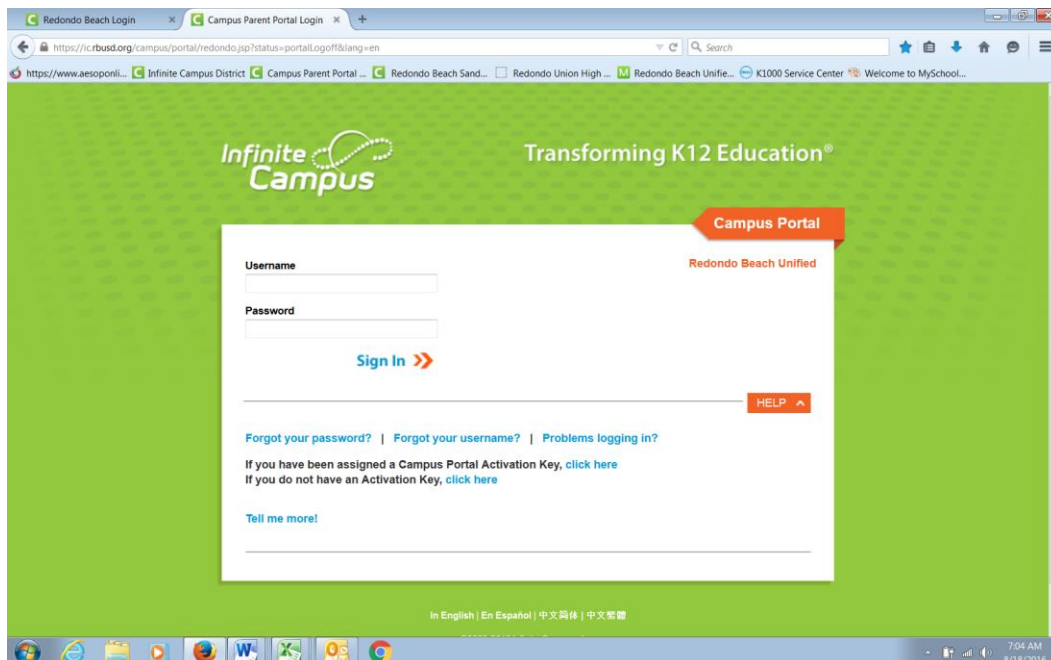 Redondo Beach Login
Campus Parent Portal Login
https://ic.rbusd.org/campus/portal/redondo.jsp?status=portalLogoff&lang=en
Search
https://www.aesoponli...
Infinite Campus District
Campus Parent Portal ...
Redondo Beach Sand...
Redondo Union High ...
Redondo Beach Unifie...
K1000 Service Center
Welcome to MySchool...
Infinite Campus
Transforming K12 Education®
Campus Portal
Redondo Beach Unified
Username
Password
Sign In
HELP
Forgot your password? | Forgot your username? | Problems logging in?
If you have been assigned a Campus Portal Activation Key, click here
If you do not have an Activation Key, click here
Tell me more!
In English | En Español | 中文简体 | 中文繁體
7:04 AM
8/18/2016